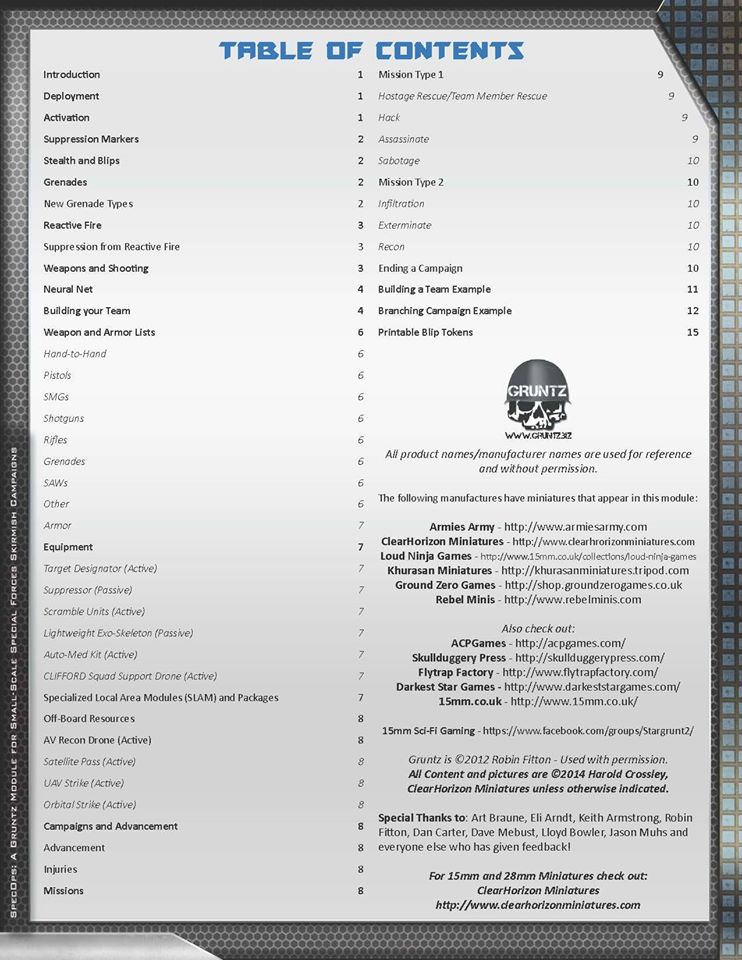 TABLE OF CONTENTS
Introduction 1
Deployment 1
Activation 1
Suppression Markers 2
Stealth and Blips 2
Grenades 2
New Grenade Types 2
Reactive Fire 3
Suppression from Reactive Fire 3
Weapons and Shooting 3
Neural Net 4
Building your Team 4
Weapon and Armor Lists 6
Hand-to-Hand 6
Pistols 6
SMGs 6
Shotguns 6
Rifles 6
Grenades 6
SAWs 6
Other 6
Armor 7
Equipment 7
Target Designator (Active) 7
Suppressor (Passive) 7
Scramble Units (Active) 7
Lightweight Exo-Skeleton (Passive) 7
Auto-Med Kit (Active) 7
CLIFFORD Squad Support Drone (Active) 7
Specialized Local Area Modules (SLAM) and Packages 7
Off-Board Resources 8
AV Recon Drone (Active) 8
Satellite Pass (Active) 8
UAV Strike (Active) 8
Orbital Strike (Active) 8
Campaigns and Advancement 8
Advancement 8
Injuries 8
Missions 8
Mission Type 1 9
Hostage Rescue/Team Member Rescue 9
Hack 9
Assassinate 9
Sabotage 10
Mission Type 2 10
Infiltration 10
Exterminate 10
Recon 10
Ending a Campaign 10
Building a Team Example 11
Branching Campaign Example 12
Printable Blip Tokens 15
GRUNTZ
WWW.GRUNTZ.BIZ
All product names/manufacturer names are used for reference
and without permission.
The following manufactures have miniatures that appear in this module:
Armies Army - http://www.armiesarmy.com
ClearHorizon Miniatures - http://www.clearhrorizonminiatures.com
Loud Ninja Games - http://www.15mm.co.uk/collections/loud-ninja-games
Khurasan Miniatures - http://khurasanminiatures.tripod.com
Ground Zero Games - http://shop.groundzerogames.co.uk
Rebel Minis - http://www.rebelminis.com
Also check out:
ACPGames - http://acpgames.com/
Skullduggery Press - http://skullduggerypress.com/
Flytrap Factory - http://www.flytrapfactory.com/
Darkest Star Games - http://www.darkeststargames.com/
15mm.co.uk - http://www.15mm.co.uk/
15mm Sci-Fi Gaming - https://www.facebook.com/groups/Stargrunt2/
Gruntz is ©2012 Robin Fitton - Used with permission.
All Content and pictures are ©2014 Harold Crossley,
ClearHorizon Miniatures unless otherwise indicated.
Special Thanks to: Art Braune, Eli Arndt, Keith Armstrong, Robin
Fitton, Dan Carter, Dave Mebust, Lloyd Bowler, Jason Muhs and
everyone else who has given feedback!
For 15mm and 28mm Miniatures check out:
ClearHorizon Miniatures
http://www.clearhorizonminiatures.com
SpecOps: A Gruntz Module for Small-Scale Special Forces Skirmish Campaigns